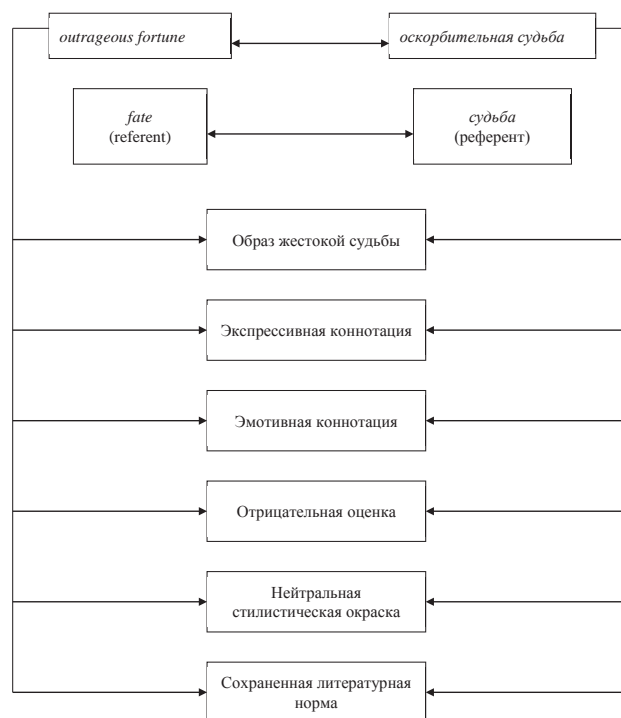 outrageous fortune
оскорбительная судьба
fate
(referent)
судьба
(референт)
Образ жестокой судьбы
Экспрессивная коннотация
Эмотивная коннотация
Отрицательная оценка
Нейтральная
стилистическая окраска
Сохраненная литературная
норма